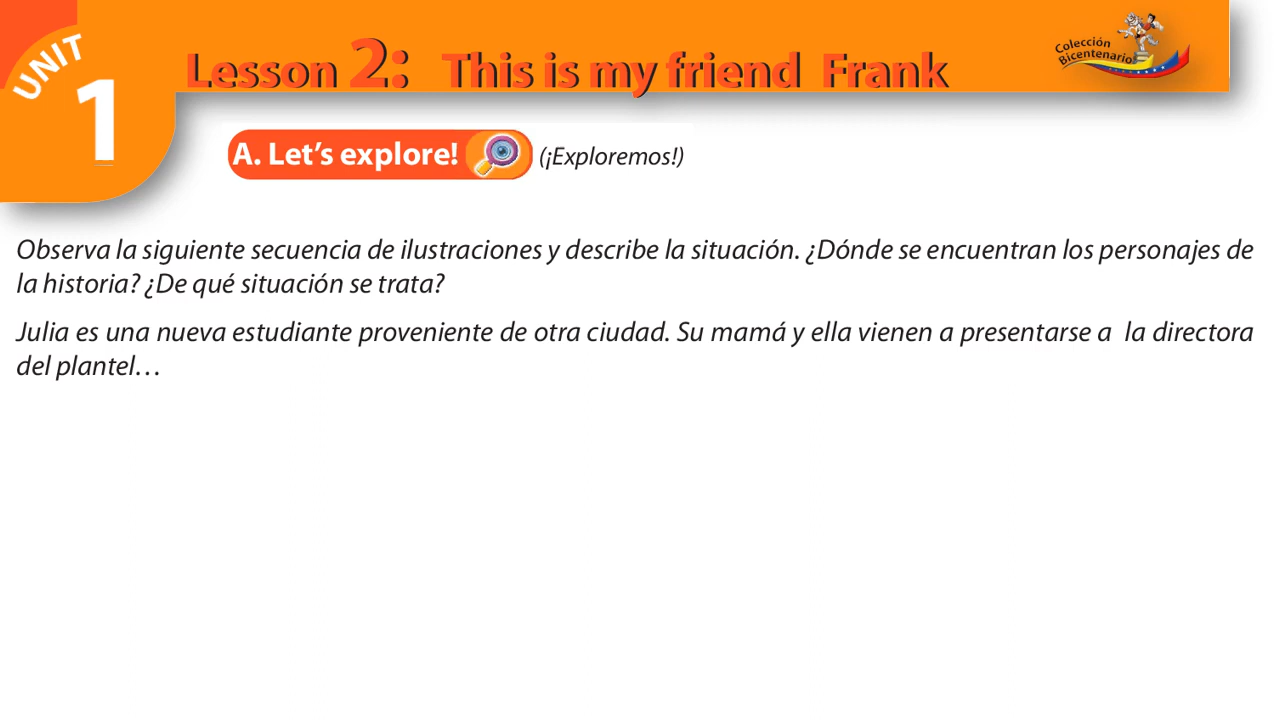 UNIT
1
Lesson 2: This is my friend Frank
Colección
Bicentenario
A. Let's explore! (¡Exploremos!)
Observa la siguiente secuencia de ilustraciones y describe la situación. ¿Dónde se encuentran los personajes de
la historia? ¿De qué situación se trata?
Julia es una nueva estudiante proveniente de otra ciudad. Su mamá y ella vienen a presentarse a la directora
del plantel…